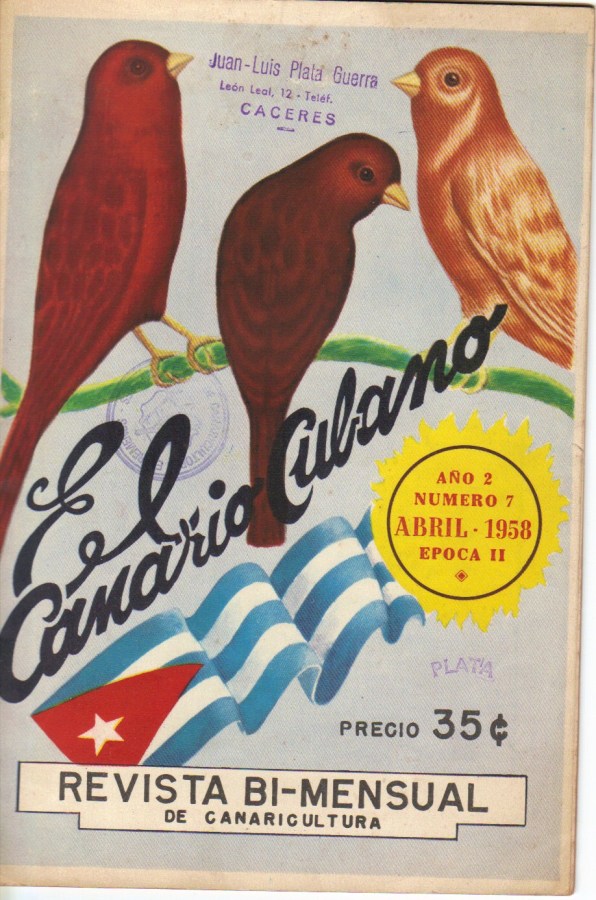 Juan-Luis Plata Guerra
León Leal, 12 - Teléf.
CACERES
El
Canario Cubano
AÑO 2
NUMERO 7
ABRIL · 1958
EPOCA II
PLATA
PRECIO 35¢
REVISTA BI-MENSUAL
DE CANARICULTURA